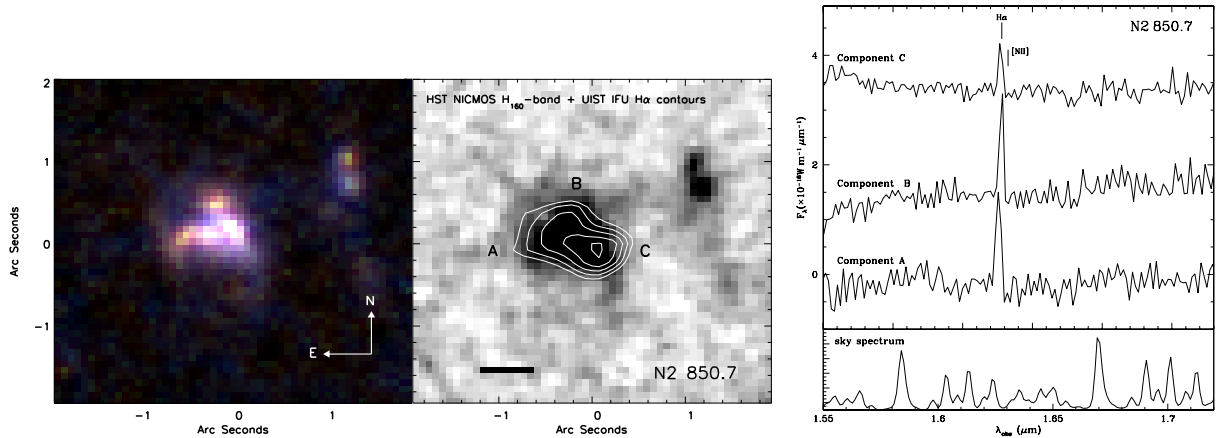 2
1
0
−1
Arc Seconds
−1
0
1
Arc Seconds
N
E
HST NICMOS H160−band + UIST IFU Hα contours
A
B
C
N2 850.7
−1
0
1
Arc Seconds
N2 850.7
Hα
[NII]
Component C
Component B
Component A
4
2
0
Fλ(×10−18W m−1 μm−1)
sky spectrum
1.55
1.6
1.65
1.7
λobs (μm)